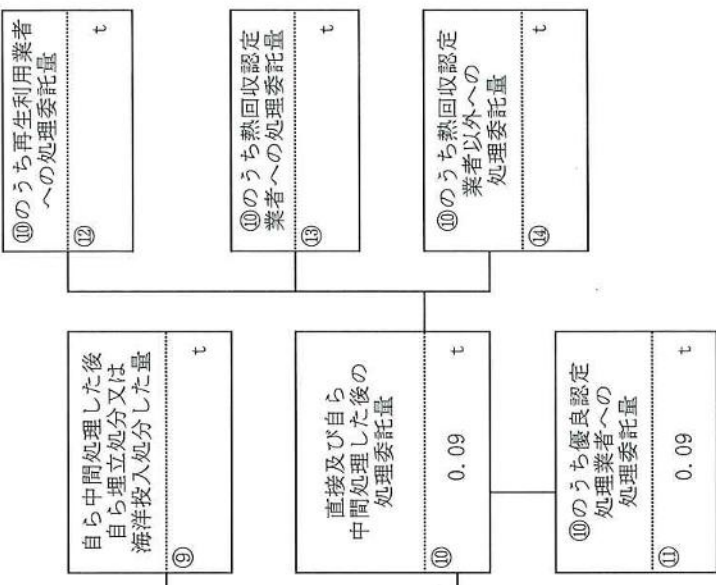 自ら中間処理した後
自ら埋立処分又は
海洋投入処分した量
⑨ t
直接及び自ら
中間処理した後の
処理委託量
⑩ 0.09 t
⑩のうち優良認定
処理業者への
処理委託量
⑪ 0.09 t
⑩のうち再生利用業者
への処理委託量
⑫ t
⑩のうち熱回収認定
業者への処理委託量
⑬ t
⑩のうち熱回収認定
業者以外への
処理委託量
⑭ t